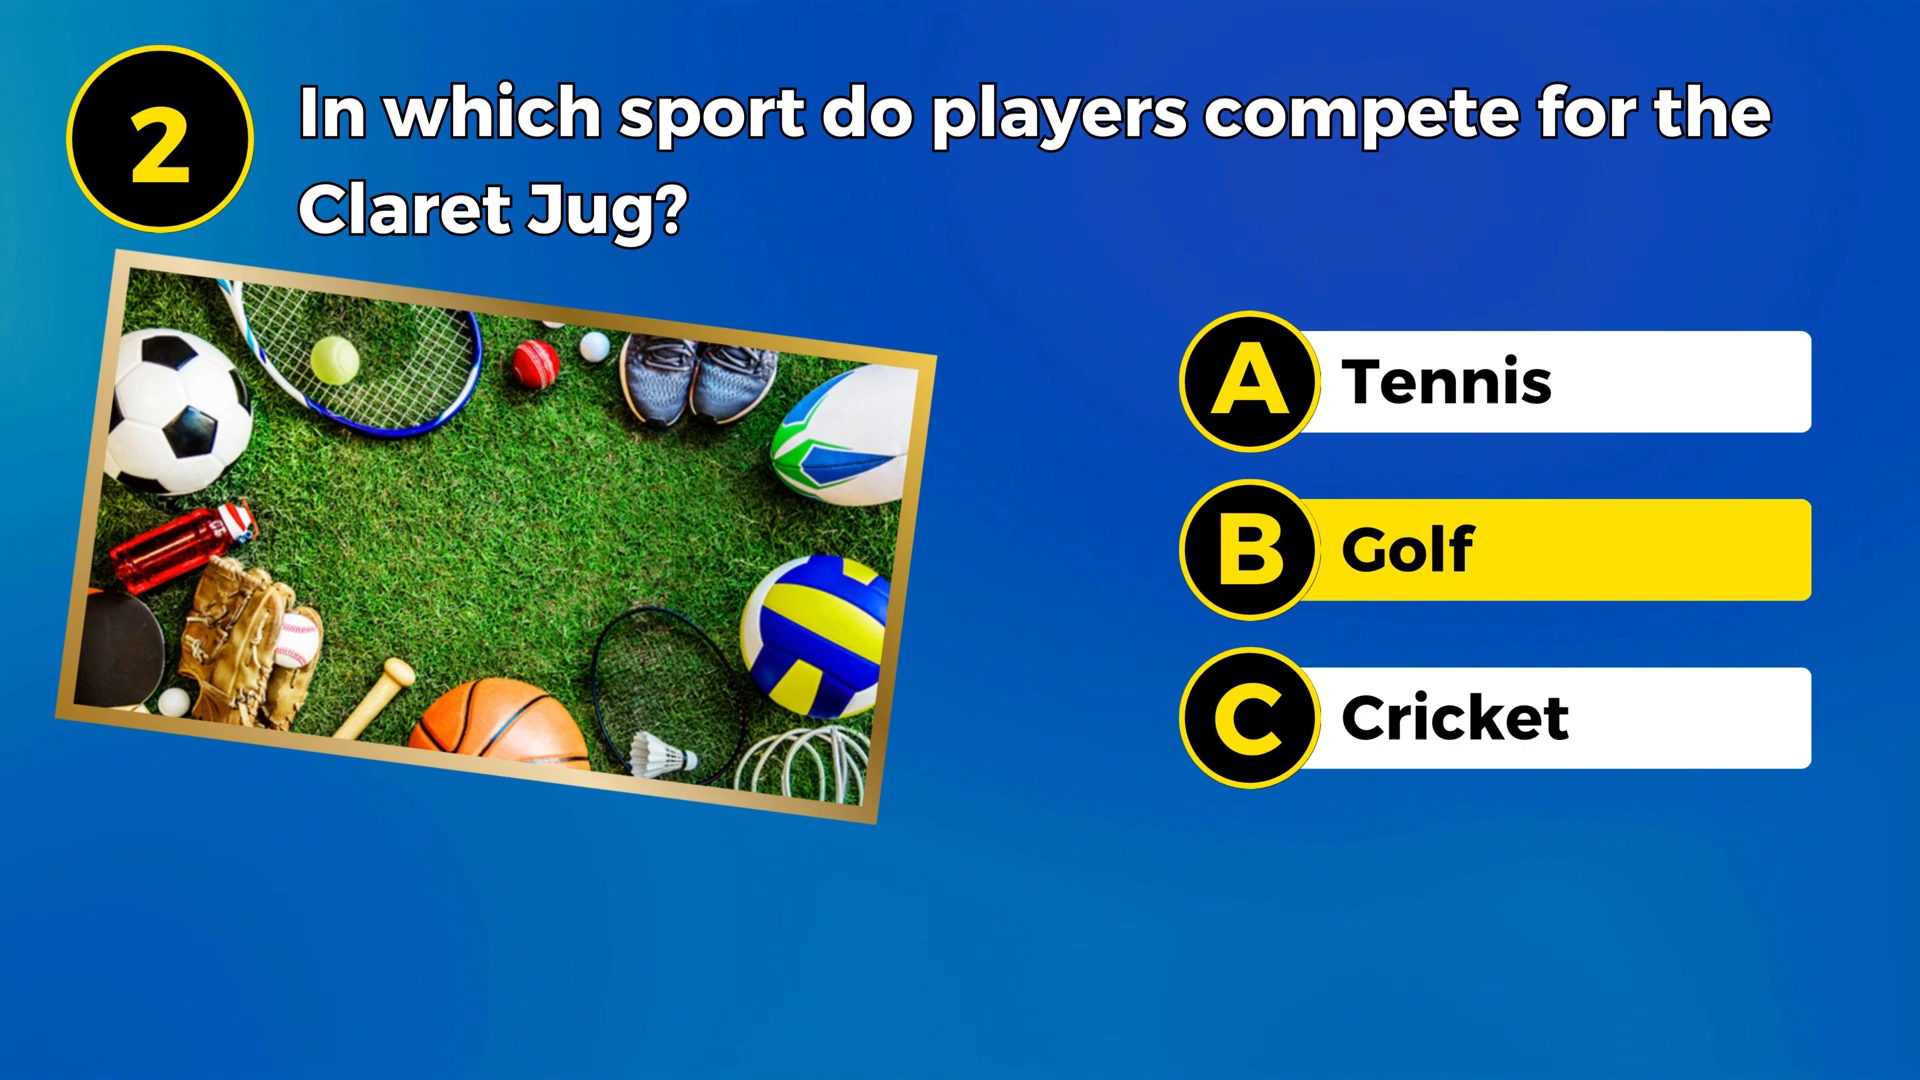 2
In which sport do players compete for the
Claret Jug?
A Tennis
B Golf
C Cricket